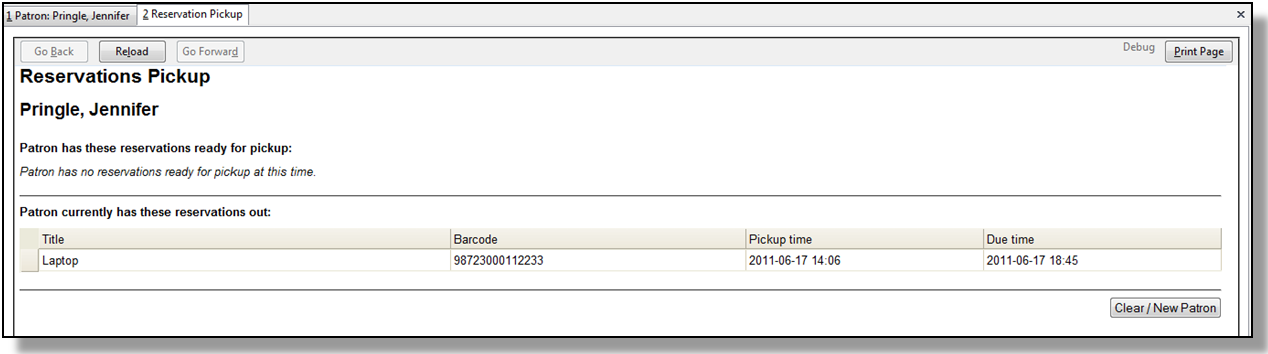 1 Patron: Pringle, Jennifer 2 Reservation Pickup
Go Back Reload Go Forward Debug Print Page
Reservations Pickup
Pringle, Jennifer
Patron has these reservations ready for pickup:
Patron has no reservations ready for pickup at this time.
Patron currently has these reservations out:
Title Barcode Pickup time Due time
Laptop 98723000112233 2011-06-17 14:06 2011-06-17 18:45
Clear / New Patron